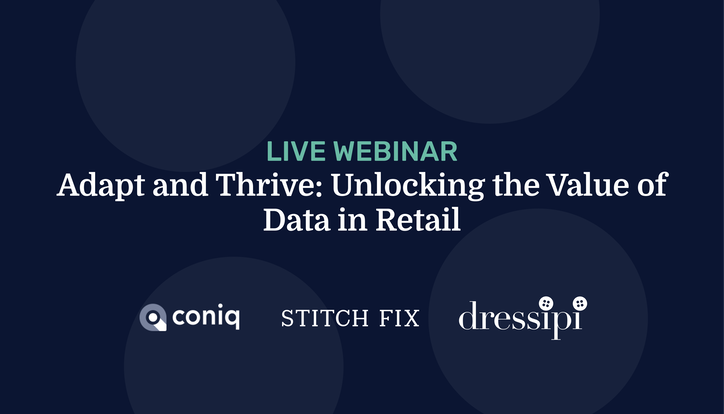 LIVE WEBINAR
Adapt and Thrive: Unlocking the Value of
Data in Retail
coniq STITCH FIX dressipi